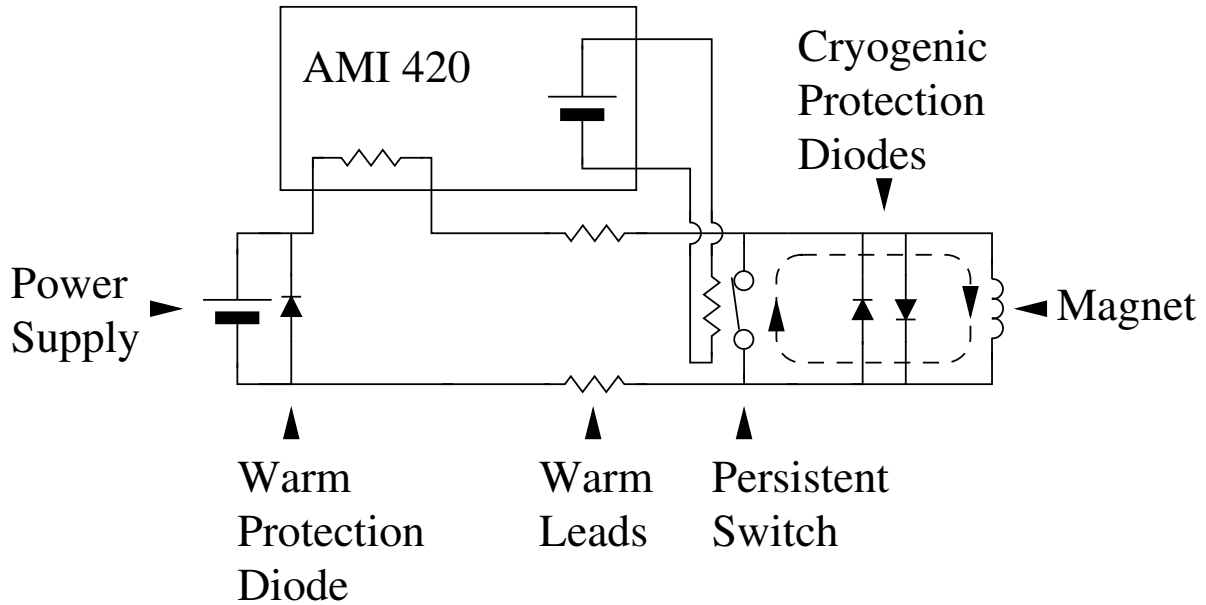 AMI 420
Cryogenic
Protection
Diodes
Power
Supply
Magnet
Warm
Protection
Diode
Warm
Leads
Persistent
Switch